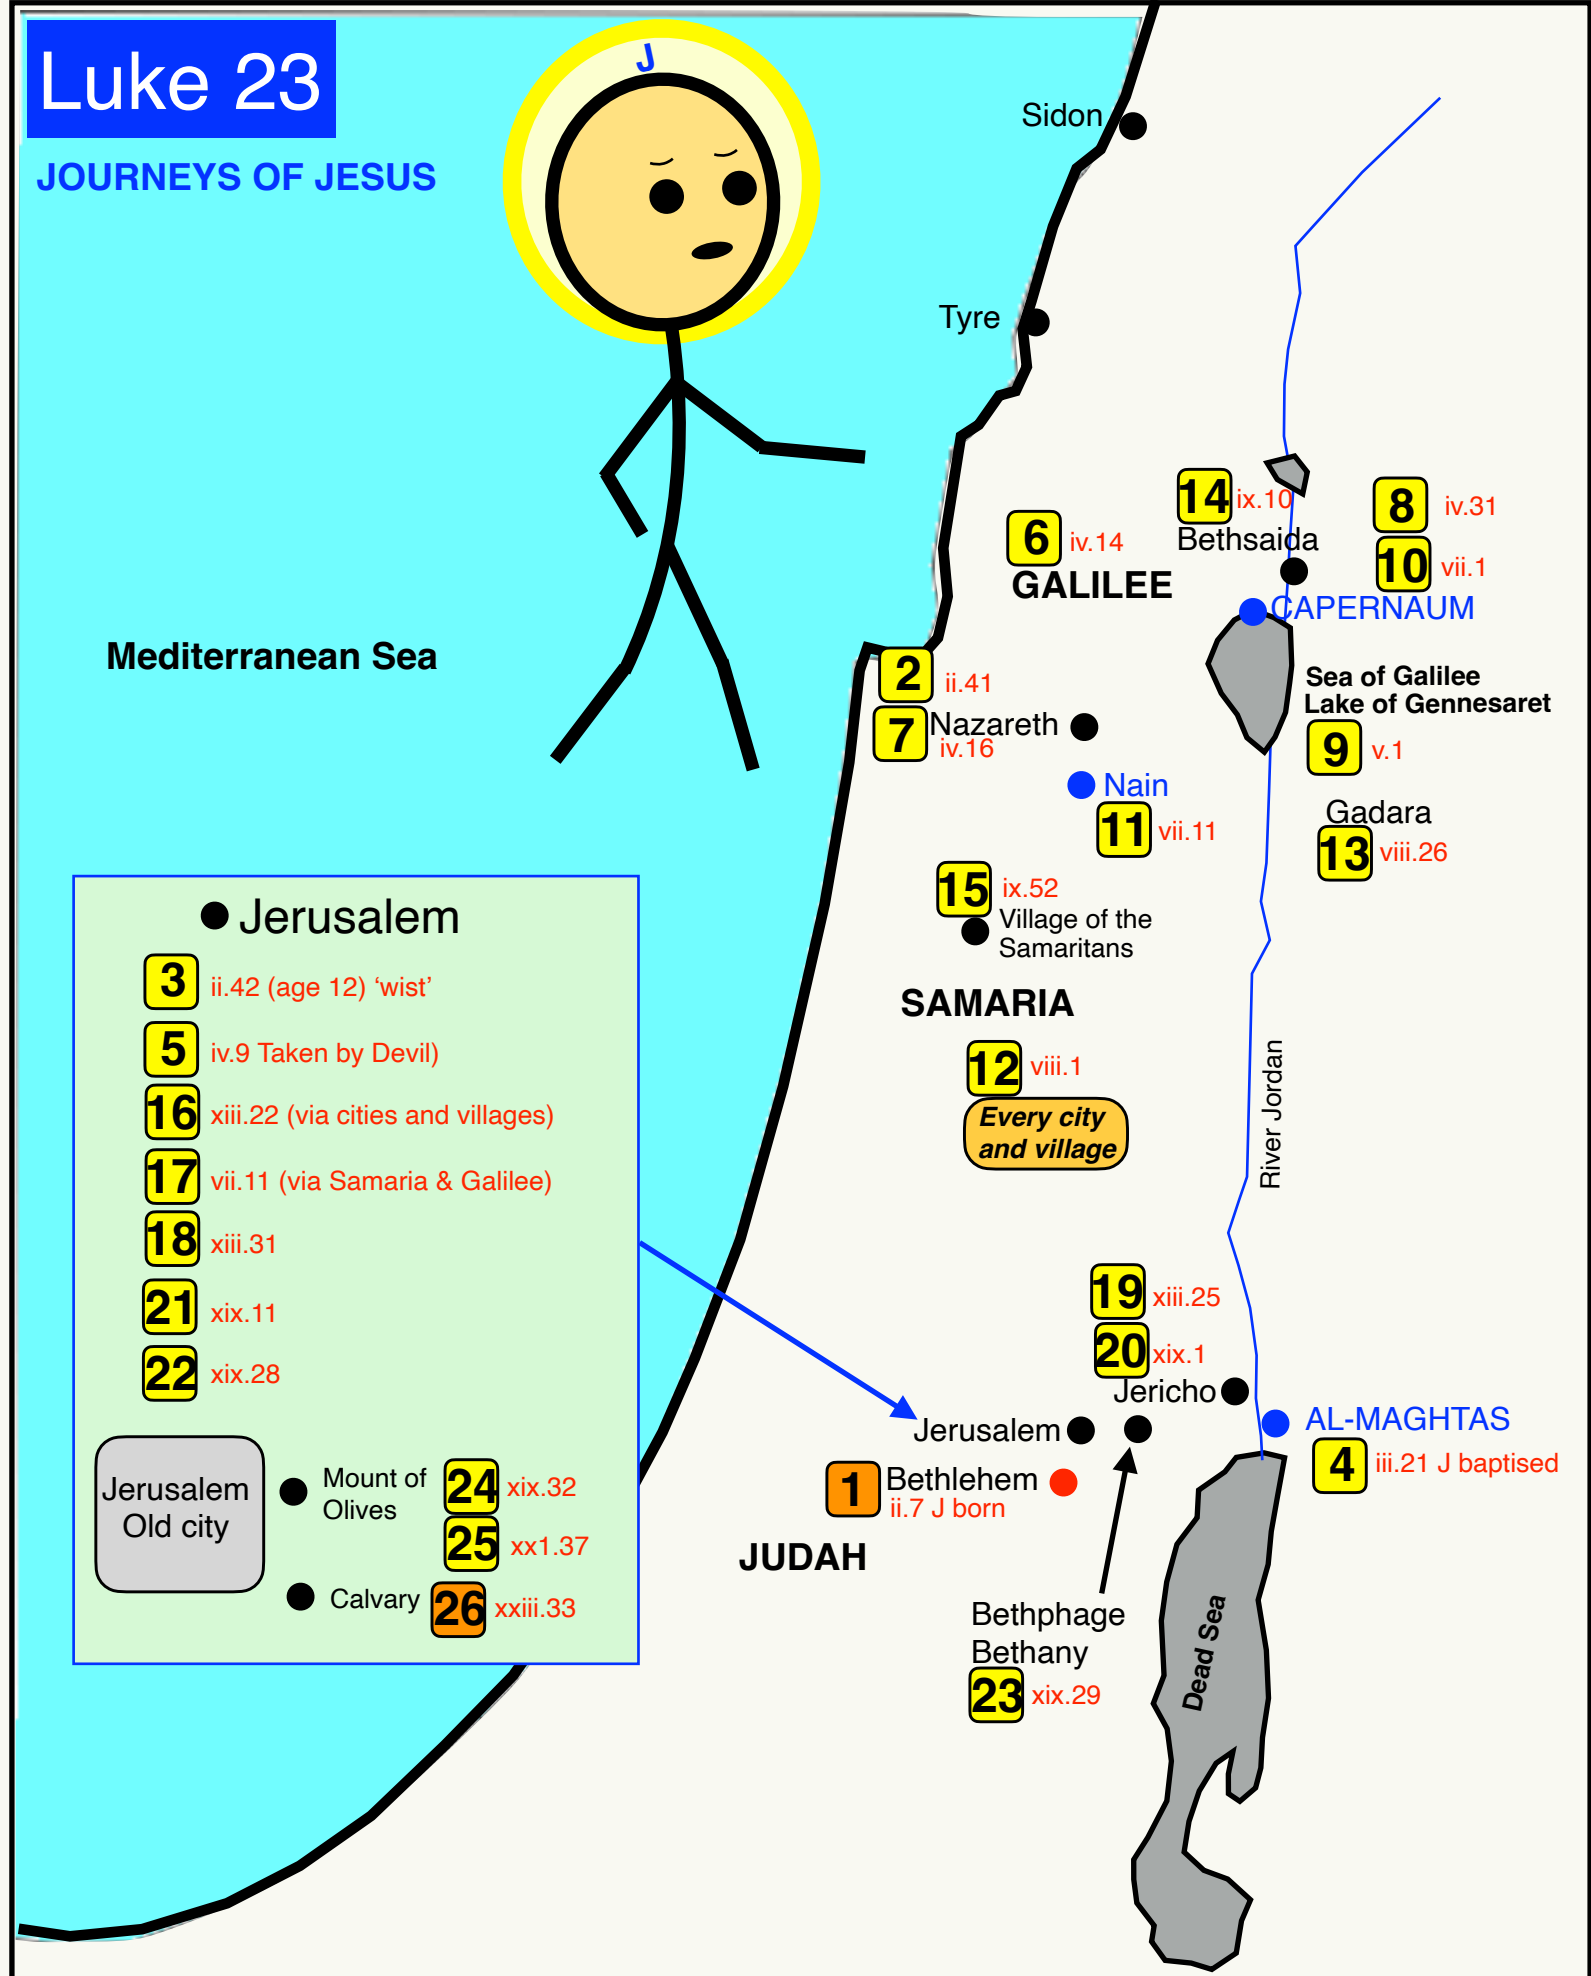 Luke 23
JOURNEYS OF JESUS
J
Sidon
Tyre
14 ix.10
Bethsaida
8 iv.31
10 vii.1
CAPERNAUM
6 iv.14
GALILEE
Mediterranean Sea
2 ii.41
7 Nazareth
iv.16
Sea of Galilee
Lake of Gennesaret
9 v.1
Nain
11 vii.11
Gadara
13 viii.26
15 ix.52
Village of the
Samaritans
SAMARIA
12 viii.1
Every city
and village
River Jordan
Jerusalem
3 ii.42 (age 12) ‘wist’
5 iv.9 Taken by Devil)
16 xiii.22 (via cities and villages)
17 vii.11 (via Samaria & Galilee)
18 xiii.31
21 xix.11
22 xix.28
Jerusalem
Old city
Mount of
Olives
24 xix.32
25 xx1.37
Calvary 26 xxiii.33
19 xiii.25
20 xix.1
Jericho
Jerusalem
AL-MAGHTAS
4 iii.21 J baptised
1 Bethlehem
ii.7 J born
JUDAH
Bethphage
Bethany
23 xix.29
Dead Sea